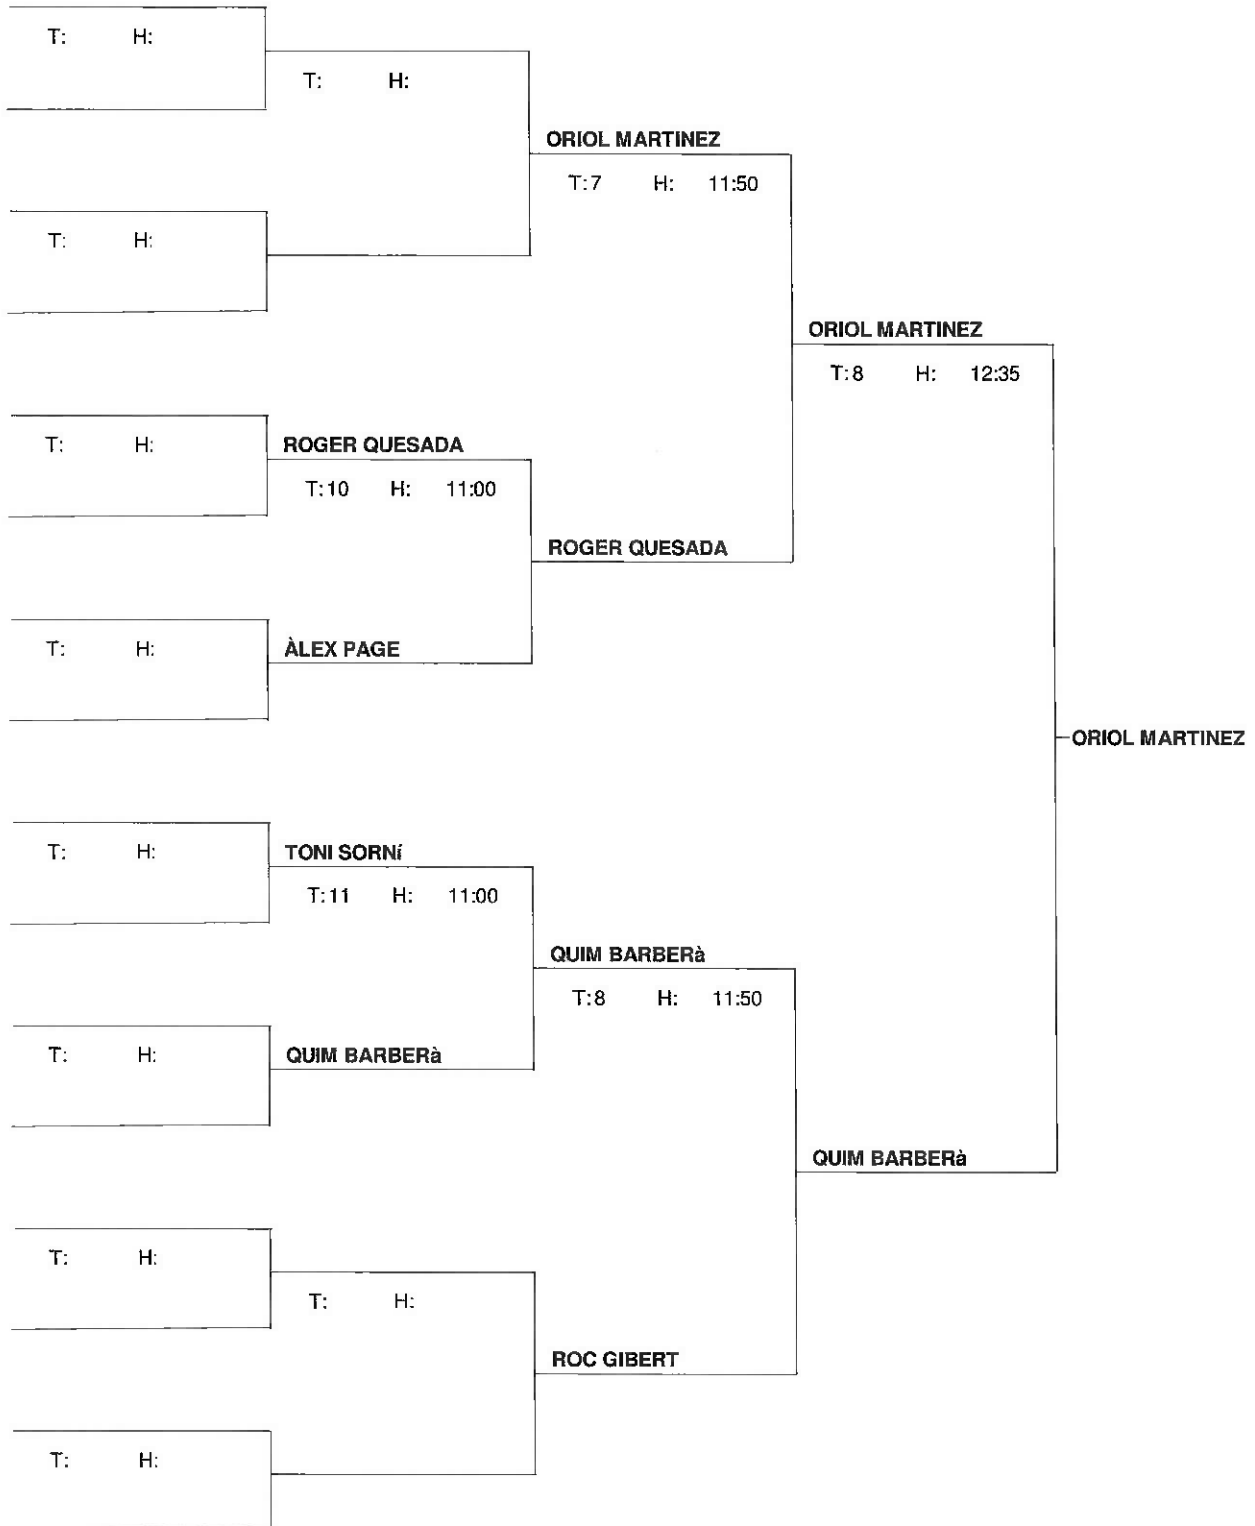 T: H:
T: H:
ORIOL MARTINEZ
T:7 H: 11:50
T: H:
ORIOL MARTINEZ
T:8 H: 12:35
T: H:
ROGER QUESADA
T:10 H: 11:00
ROGER QUESADA
T: H:
ÀLEX PAGE
ORIOL MARTINEZ
T: H:
TONI SORNí
T:11 H: 11:00
QUIM BARBERà
T:8 H: 11:50
T: H:
QUIM BARBERà
QUIM BARBERà
T: H:
T: H:
ROC GIBERT
T: H: